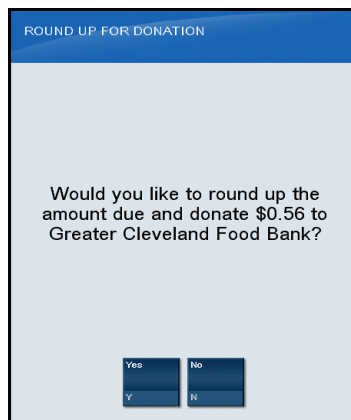 ROUND UP FOR DONATION
Would you like to round up the
amount due and donate $0.56 to
Greater Cleveland Food Bank?
Yes No
Y N